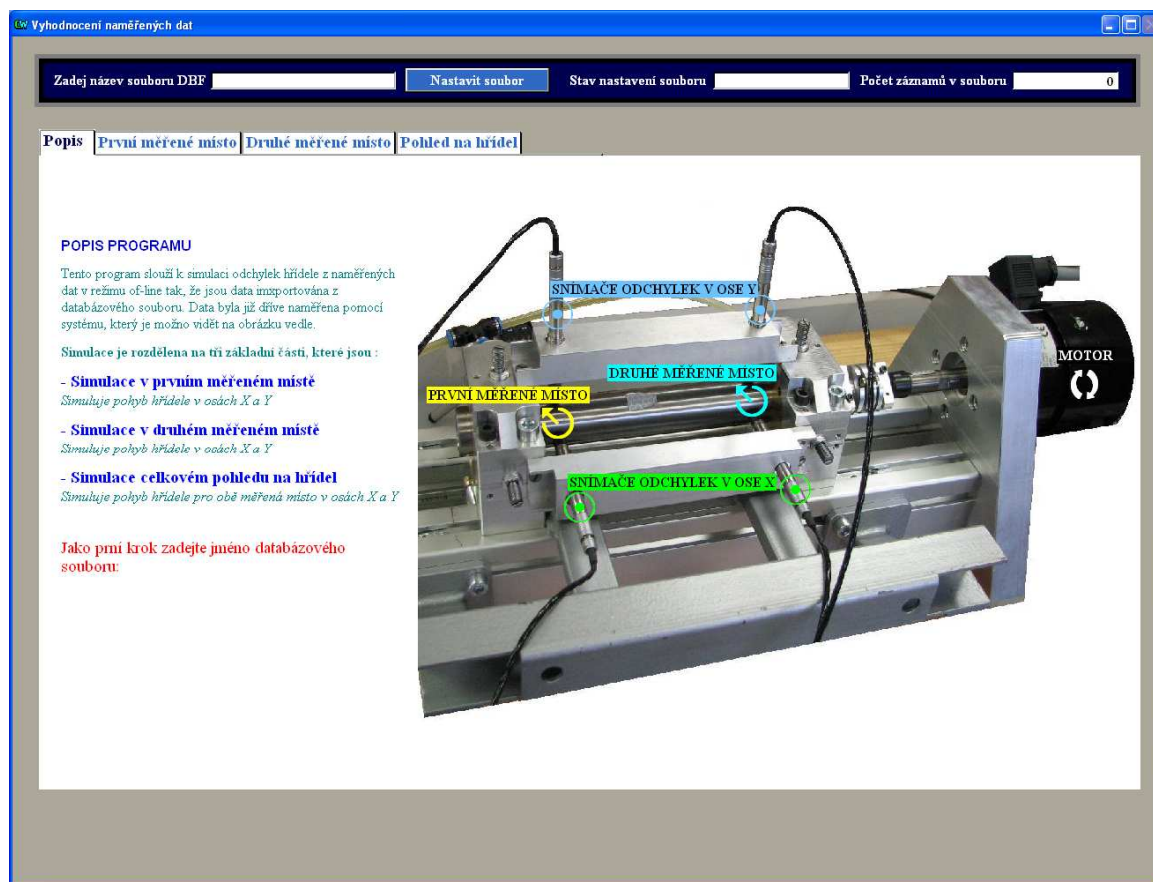 Vyhodnocení naměřených dat
Zadej název souboru DBF
Nastavit soubor
Stav nastavení souboru
Počet záznamů v souboru
0
Popis
První měřené místo
Druhé měřené místo
Pohled na hřídel
POPIS PROGRAMU
Tento program slouží k simulaci odchylek hřídele z naměřených
dat v režimu of-line tak, že jsou data imxportována z
databázového souboru. Data byla již dříve naměřena pomocí
systému, který je možno vidět na obrázku vedle.
Simulace je rozdělena na tři základní části, které jsou :
- Simulace v prvním měřeném místě
Simuluje pohyb hřídele v osách X a Y
- Simulace v druhém měřeném místě
Simuluje pohyb hřídele v osách X a Y
- Simulace celkovém pohledu na hřídel
Simuluje pohyb hřídele pro obě měřená místo v osách X a Y
Jako prní krok zadejte jméno databázového
souboru:
SNÍMAČE ODCHYLEK V OSE Y
DRUHÉ MĚŘENÉ MÍSTO
MOTOR
PRVNÍ MĚŘENÉ MÍSTO
SNÍMAČE ODCHYLEK V OSE X